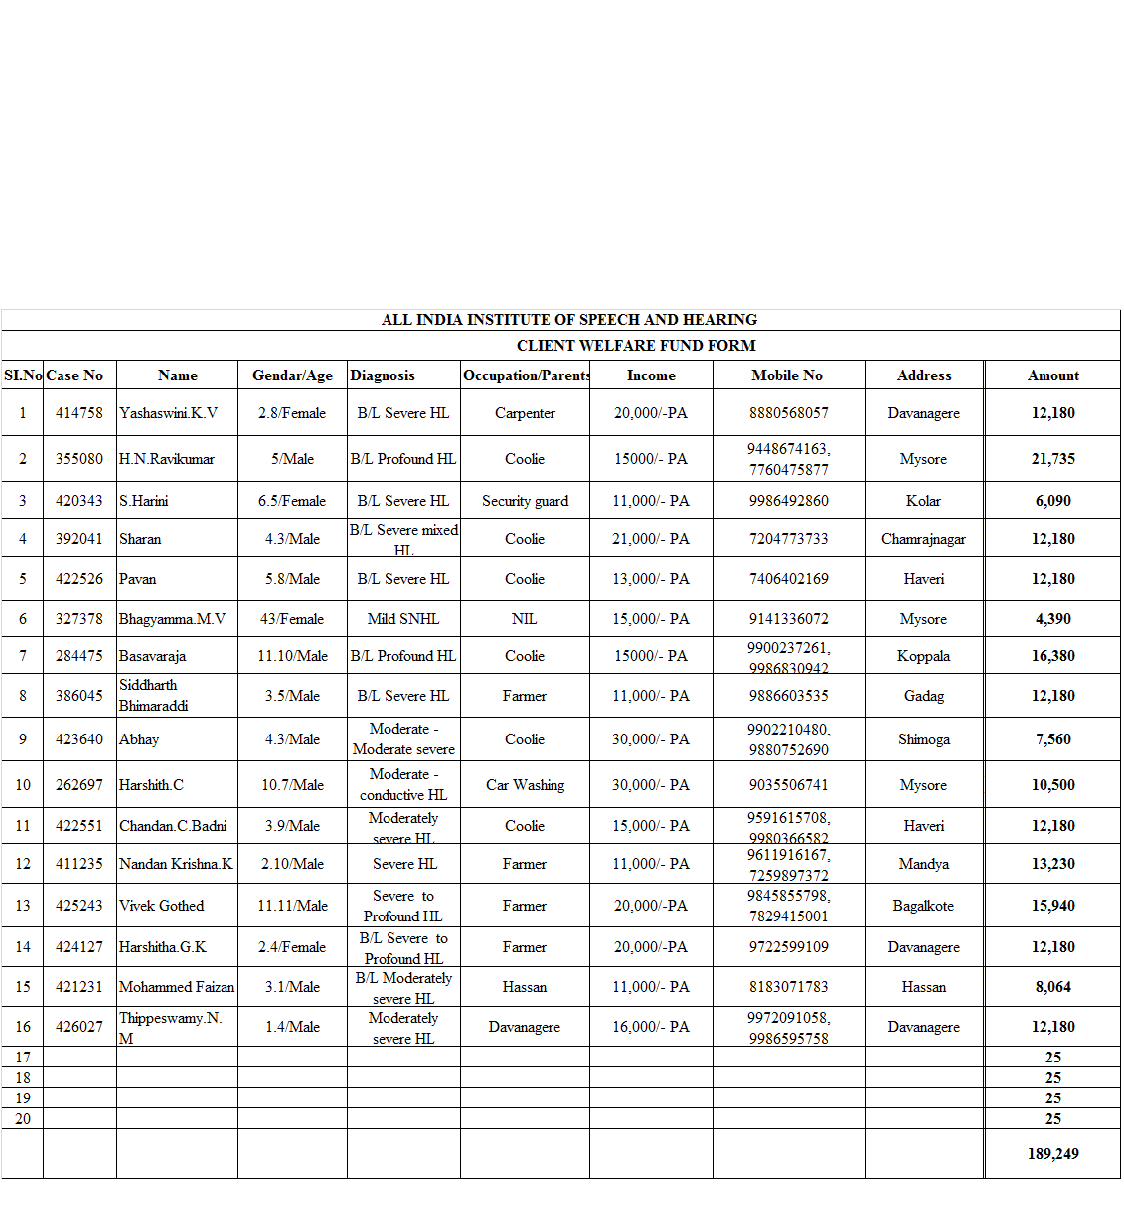 ALL INDIA INSTITUTE OF SPEECH AND HEARING
CLIENT WELFARE FUND FORM
SI.No Case No Name Gendar/Age Diagnosis Occupation/Parents Income Mobile No Address Amount
1 414758 Yashaswini.K.V 2.8/Female B/L Severe HL Carpenter 20,000/-PA 8880568057 Davanagere 12,180
2 355080 H.N.Ravikumar 5/Male B/L Profound HL Coolie 15000/- PA 9448674163, 7760475877 Mysore 21,735
3 420343 S.Harini 6.5/Female B/L Severe HL Security guard 11,000/- PA 9986492860 Kolar 6,090
4 392041 Sharan 4.3/Male B/L Severe mixed HL Coolie 21,000/- PA 7204773733 Chamrajnagar 12,180
5 422526 Pavan 5.8/Male B/L Severe HL Coolie 13,000/- PA 7406402169 Haveri 12,180
6 327378 Bhagyamma.M.V 43/Female Mild SNHL NIL 15,000/- PA 9141336072 Mysore 4,390
7 284475 Basavaraja 11.10/Male B/L Profound HL Coolie 15000/- PA 9900237261, 9986830942 Koppala 16,380
8 386045 Siddharth Bhimaraddi 3.5/Male B/L Severe HL Farmer 11,000/- PA 9886603535 Gadag 12,180
9 423640 Abhay 4.3/Male Moderate - Moderate severe Coolie 30,000/- PA 9902210480, 9880752690 Shimoga 7,560
10 262697 Harshith.C 10.7/Male Moderate - conductive HL Car Washing 30,000/- PA 9035506741 Mysore 10,500
11 422551 Chandan.C.Badni 3.9/Male Moderately severe HL Coolie 15,000/- PA 9591615708, 9980366582 Haveri 12,180
12 411235 Nandan Krishna.K 2.10/Male Severe HL Farmer 11,000/- PA 9611916167, 7259897372 Mandya 13,230
13 425243 Vivek Gothed 11.11/Male Severe to Profound HL Farmer 20,000/-PA 9845855798, 7829415001 Bagalkote 15,940
14 424127 Harshitha.G.K 2.4/Female B/L Severe to Profound HL Farmer 20,000/-PA 9722599109 Davanagere 12,180
15 421231 Mohammed Faizan 3.1/Male B/L Moderately severe HL Hassan 11,000/- PA 8183071783 Hassan 8,064
16 426027 Thippeswamy.N. M 1.4/Male Moderately severe HL Davanagere 16,000/- PA 9972091058, 9986595758 Davanagere 12,180
17 25
18 25
19 25
20 25
189,249